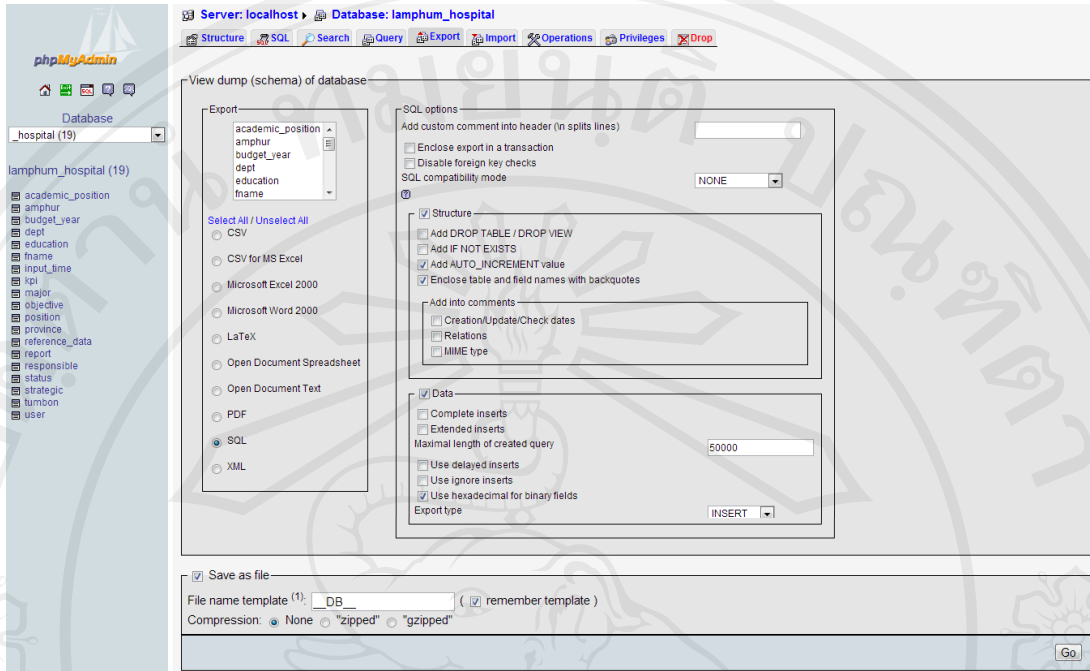 phpMyAdmin
SQL
Database
_hospital (19)
lamphum_hospital (19)
academic_position
amphur
budget_year
dept
education
fname
input_time
kpi
major
objective
position
province
reference_data
report
responsible
status
strategic
tumbon
user
Server: localhost Database: lamphum_hospital
Structure SQL Search Query Export Import Operations Privileges Drop
View dump (schema) of database
Export
academic_position
amphur
budget_year
dept
education
fname
Select All / Unselect All
CSV
CSV for MS Excel
Microsoft Excel 2000
Microsoft Word 2000
LaTeX
Open Document Spreadsheet
Open Document Text
PDF
SQL
XML
SQL options
Add custom comment into header (\n splits lines)
Enclose export in a transaction
Disable foreign key checks
SQL compatibility mode NONE
Structure
Add DROP TABLE / DROP VIEW
Add IF NOT EXISTS
Add AUTO_INCREMENT value
Enclose table and field names with backquotes
Add into comments
Creation/Update/Check dates
Relations
MIME type
Data
Complete inserts
Extended inserts
Maximal length of created query 50000
Use delayed inserts
Use ignore inserts
Use hexadecimal for binary fields
Export type INSERT
Save as file
File name template (1): __DB__ ( remember template )
Compression: None "zipped" "gzipped"
Go